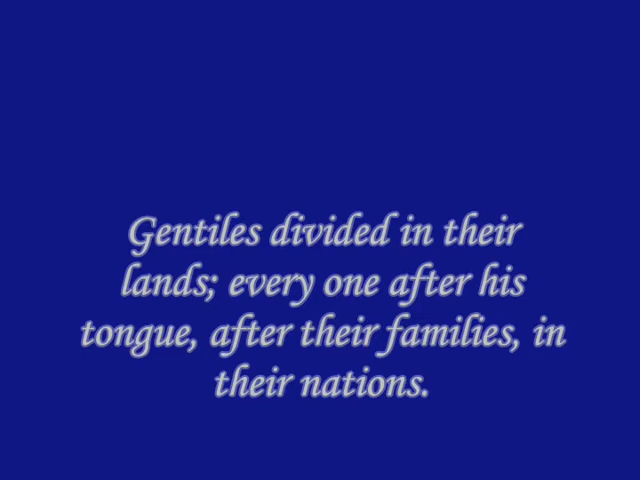 Gentiles divided in their
lands; every one after his
tongue, after their families, in
their nations.